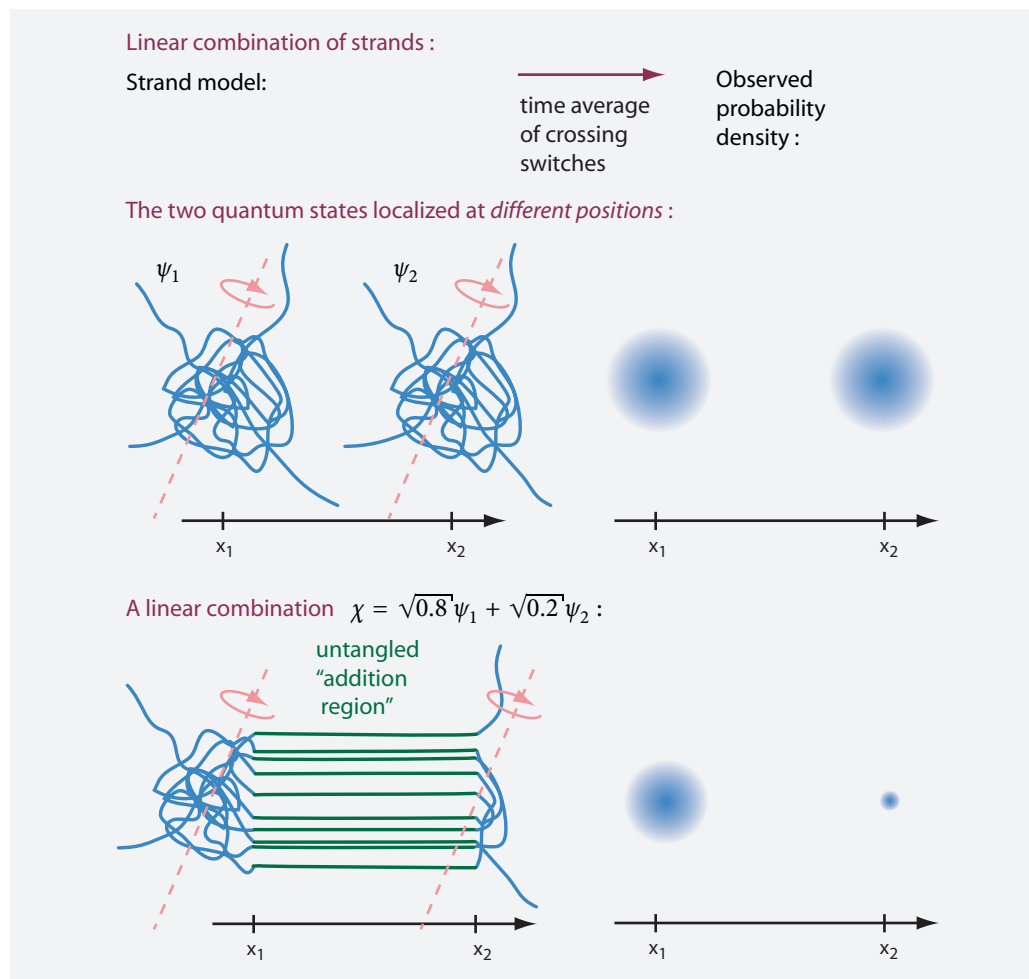 Linear combination of strands :
Strand model:
time average
of crossing
switches
Observed
probability
density :
The two quantum states localized at different positions :
ψ1
ψ2
x1
x2
x1
x2
A linear combination χ = √0.8 ψ1 + √0.2 ψ2 :
untangled
“addition
region”
x1
x2
x1
x2